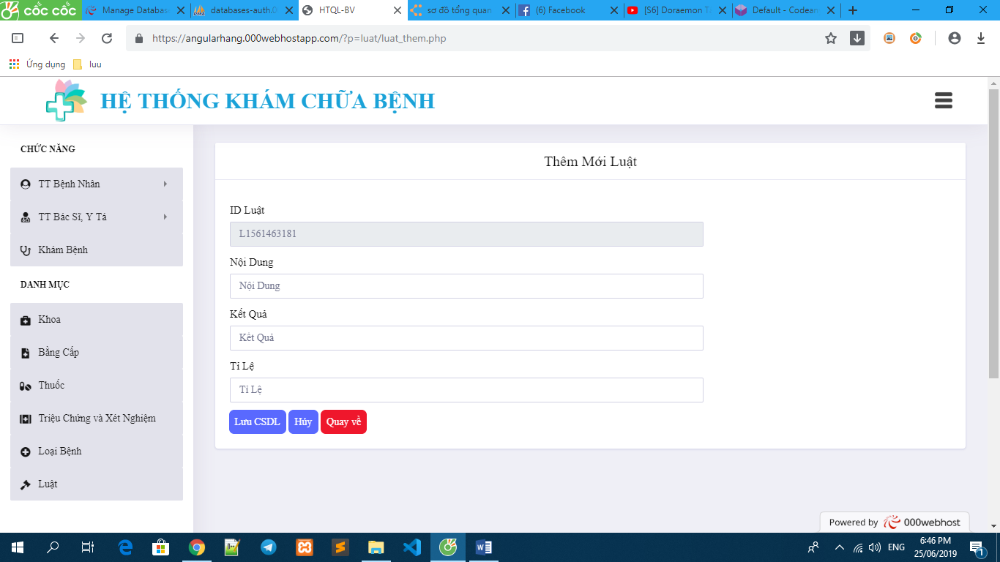 cốc cốc
Manage Databas
databases-auth.0
HTQL-BV
sơ đồ tổng quan
(6) Facebook
[S6] Doraemon T
Default - Codean
https://angularhang.000webhostapp.com/?p=luat/luat_them.php
Ứng dụng
luu
HỆ THỐNG KHÁM CHỮA BỆNH
CHỨC NĂNG
TT Bệnh Nhân
TT Bác Sĩ, Y Tá
Khám Bệnh
DANH MỤC
Khoa
Bằng Cấp
Thuốc
Triệu Chứng và Xét Nghiệm
Loại Bệnh
Luật
Thêm Mới Luật
ID Luật
L1561463181
Nội Dung
Nội Dung
Kết Quả
Kêt Quả
Tỉ Lệ
Tỉ Lệ
Lưu CSDL
Hủy
Quay về
Powered by 000webhost
ENG
6:46 PM
25/06/2019
1